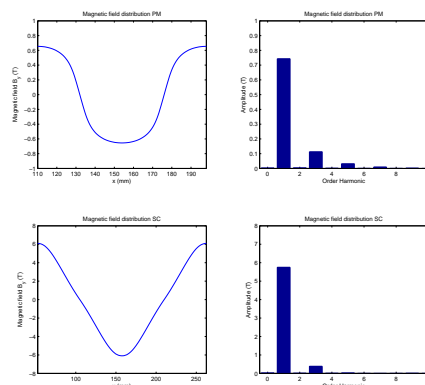 Magnetic field distribution PM
Magnetic field B_y (T)
1
0.8
0.6
0.4
0.2
0
−0.2
−0.4
−0.6
−0.8
−1
110 120 130 140 150 160 170 180 190
x (mm)
Magnetic field distribution PM
Amplitude (T)
1
0.9
0.8
0.7
0.6
0.5
0.4
0.3
0.2
0.1
0
0 2 4 6 8
Order Harmonic
Magnetic field distribution SC
Magnetic field B_y (T)
8
6
4
2
0
−2
−4
−6
−8
100 150 200 250
Magnetic field distribution SC
Amplitude (T)
8
7
6
5
4
3
2
1
0
0 2 4 6 8
Order Harmonic